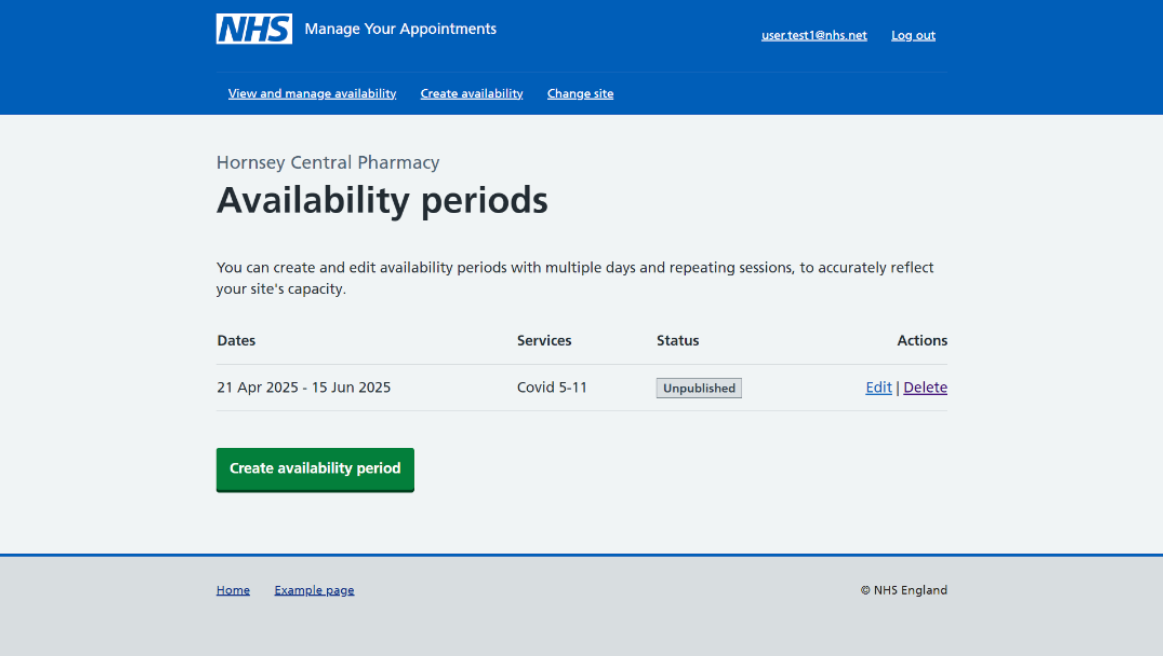 NHS Manage Your Appointments
user.test1@nhs.net Log out
View and manage availability Create availability Change site
Hornsey Central Pharmacy
Availability periods
You can create and edit availability periods with multiple days and repeating sessions, to accurately reflect
your site's capacity.
Dates Services Status Actions
21 Apr 2025 - 15 Jun 2025 Covid 5-11 Unpublished Edit | Delete
Create availability period
Home Example page © NHS England